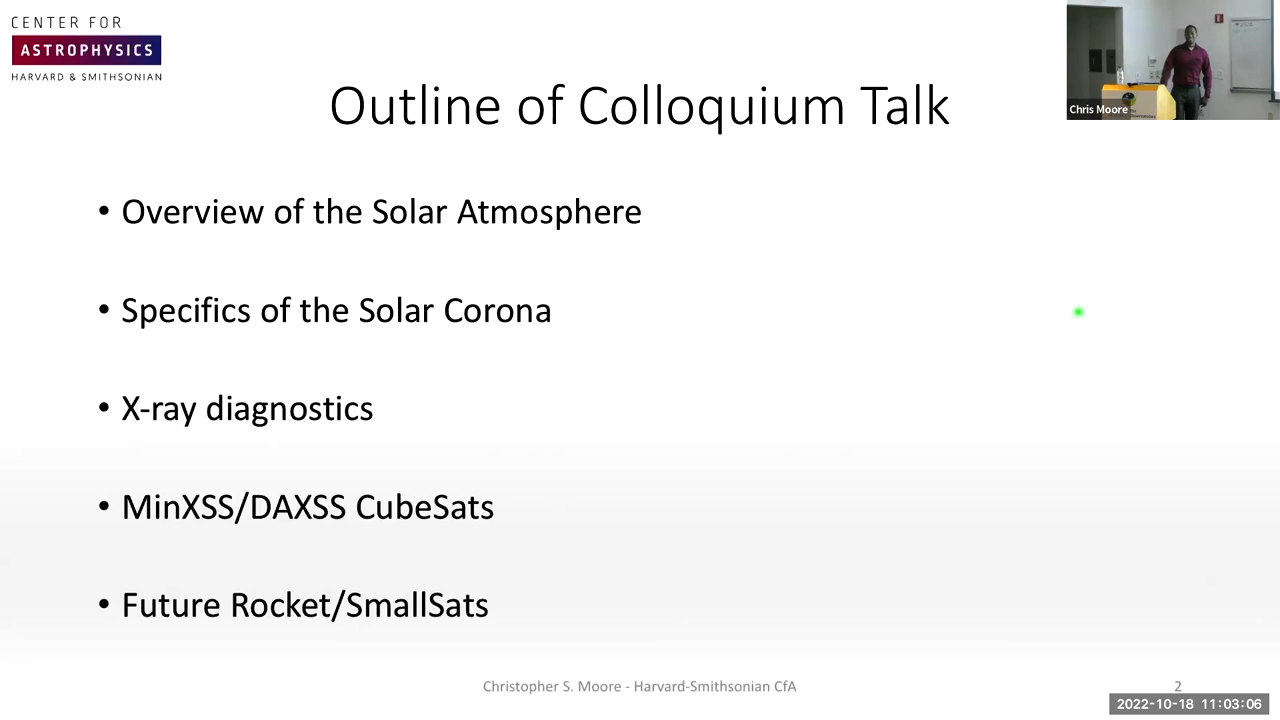 CENTER FOR
ASTROPHYSICS
HARVARD & SMITHSONIAN
Outline of Colloquium Talk
Chris Moore
• Overview of the Solar Atmosphere
• Specifics of the Solar Corona
• X-ray diagnostics
• MinXSS/DAXSS CubeSats
• Future Rocket/SmallSats
Christopher S. Moore - Harvard-Smithsonian CfA
2
2022-10-18 11:03:06